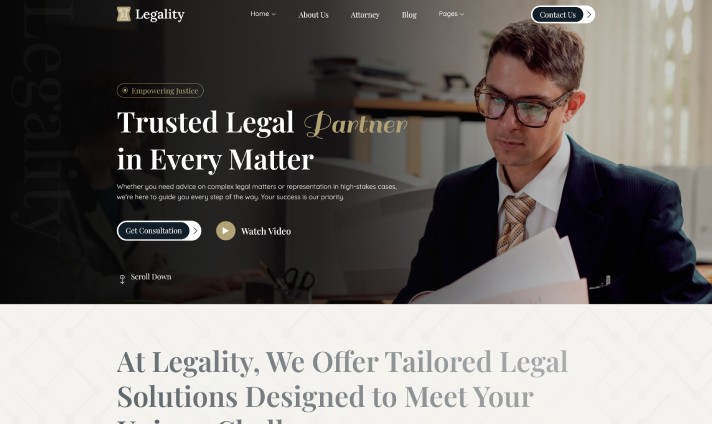 Legality
Home
About Us
Attorney
Blog
Pages
Contact Us
Legality
Empowering Justice
Trusted Legal Partner
in Every Matter
Whether you need advice on complex legal matters or representation in high-stakes cases,
we're here to guide you every step of the way. Your success is our priority.
Get Consultation
Watch Video
Scroll Down
At Legality, We Offer Tailored Legal
Solutions Designed to Meet Your